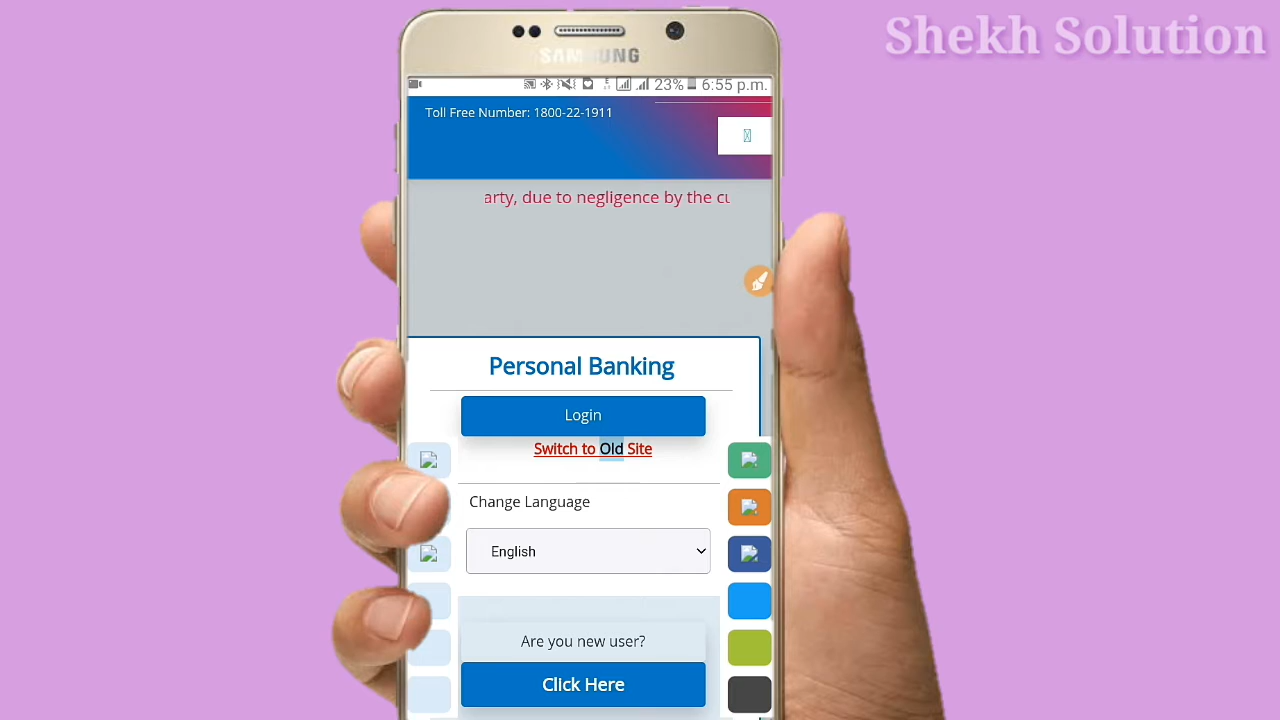 Shekh Solution
SAMSUNG
23% 6:55 p.m.
Toll Free Number: 1800-22-1911
arty, due to negligence by the cu
Personal Banking
Login
Switch to Old Site
Change Language
English
Are you new user?
Click Here